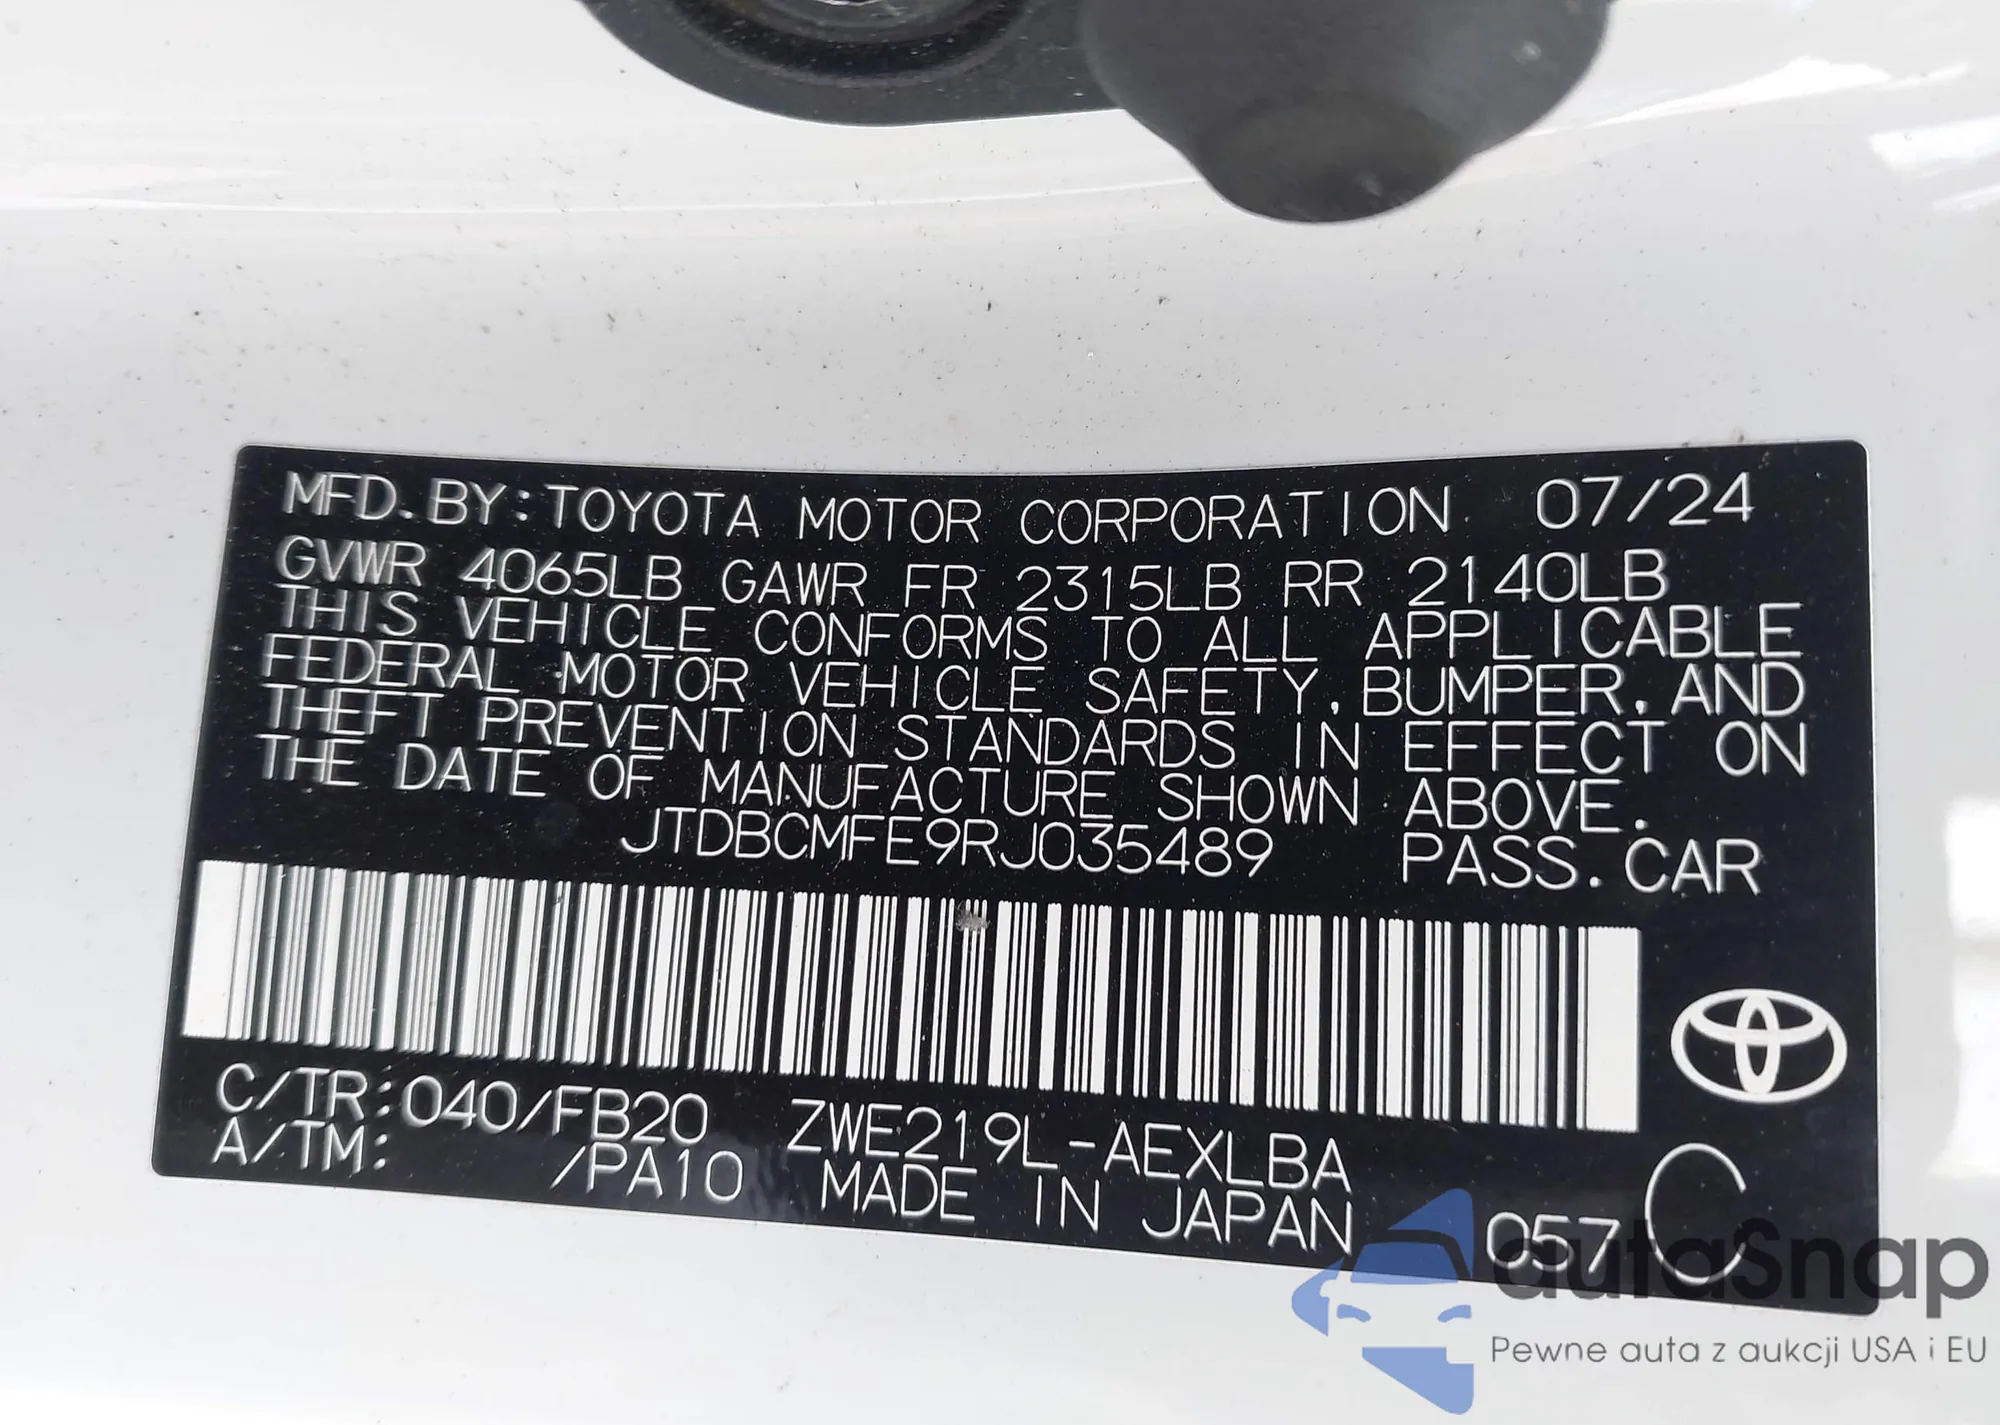 MFD. BY: TOYOTA MOTOR CORPORATION 07/24
GVWR 4065LB GAWR FR 2315LB RR 2140LB
THIS VEHICLE CONFORMS TO ALL APPLICABLE
FEDERAL MOTOR VEHICLE SAFETY, BUMPER, AND
THEFT PREVENTION STANDARDS IN EFFECT ON
THE DATE OF MANUFACTURE SHOWN ABOVE.
JTDBCMFE9RJ035489 PASS. CAR
C/TR: 040/FB20 ZWE219L-AEXLBA
A/TM: /PA10 MADE IN JAPAN 057 C
autaSnap
Pewne auta z aukcji USA i EU